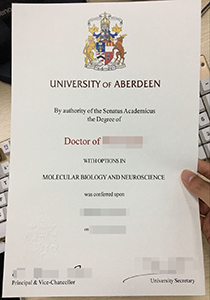 UNIVERSITY OF ABERDEEN
By authority of the Senatus Academicus
the Degree of
Doctor of
WITH OPTIONS IN
MOLECULAR BIOLOGY AND NEUROSCIENCE
was conferred upon
on
Principal & Vice-Chancellor
University Secretary